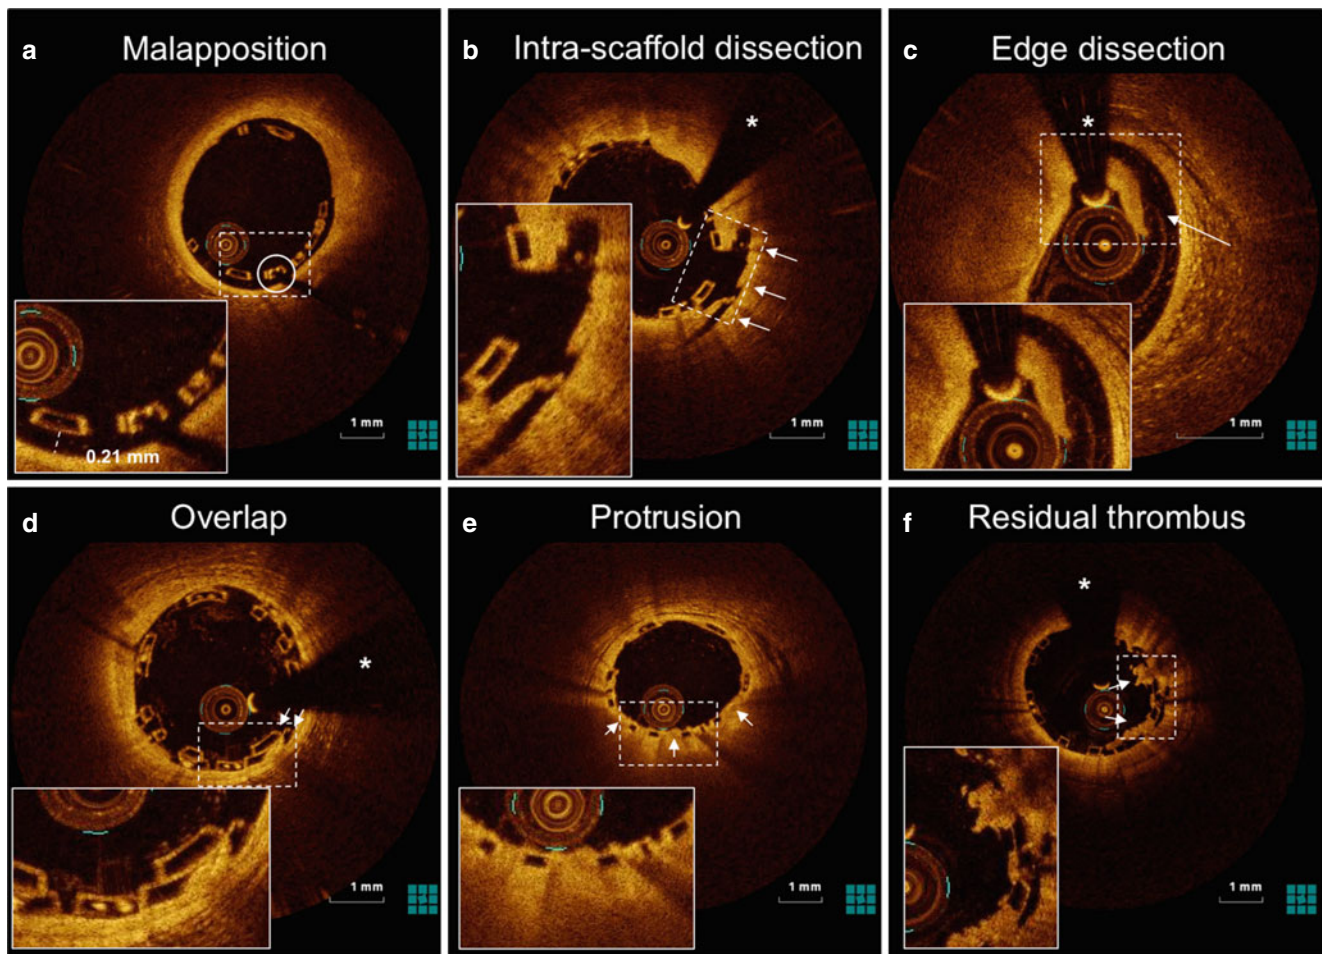 a Malapposition
0.21 mm
1 mm
b Intra-scaffold dissection
*
1 mm
c Edge dissection
*
1 mm
d Overlap
*
1 mm
e Protrusion
1 mm
f Residual thrombus
*
1 mm